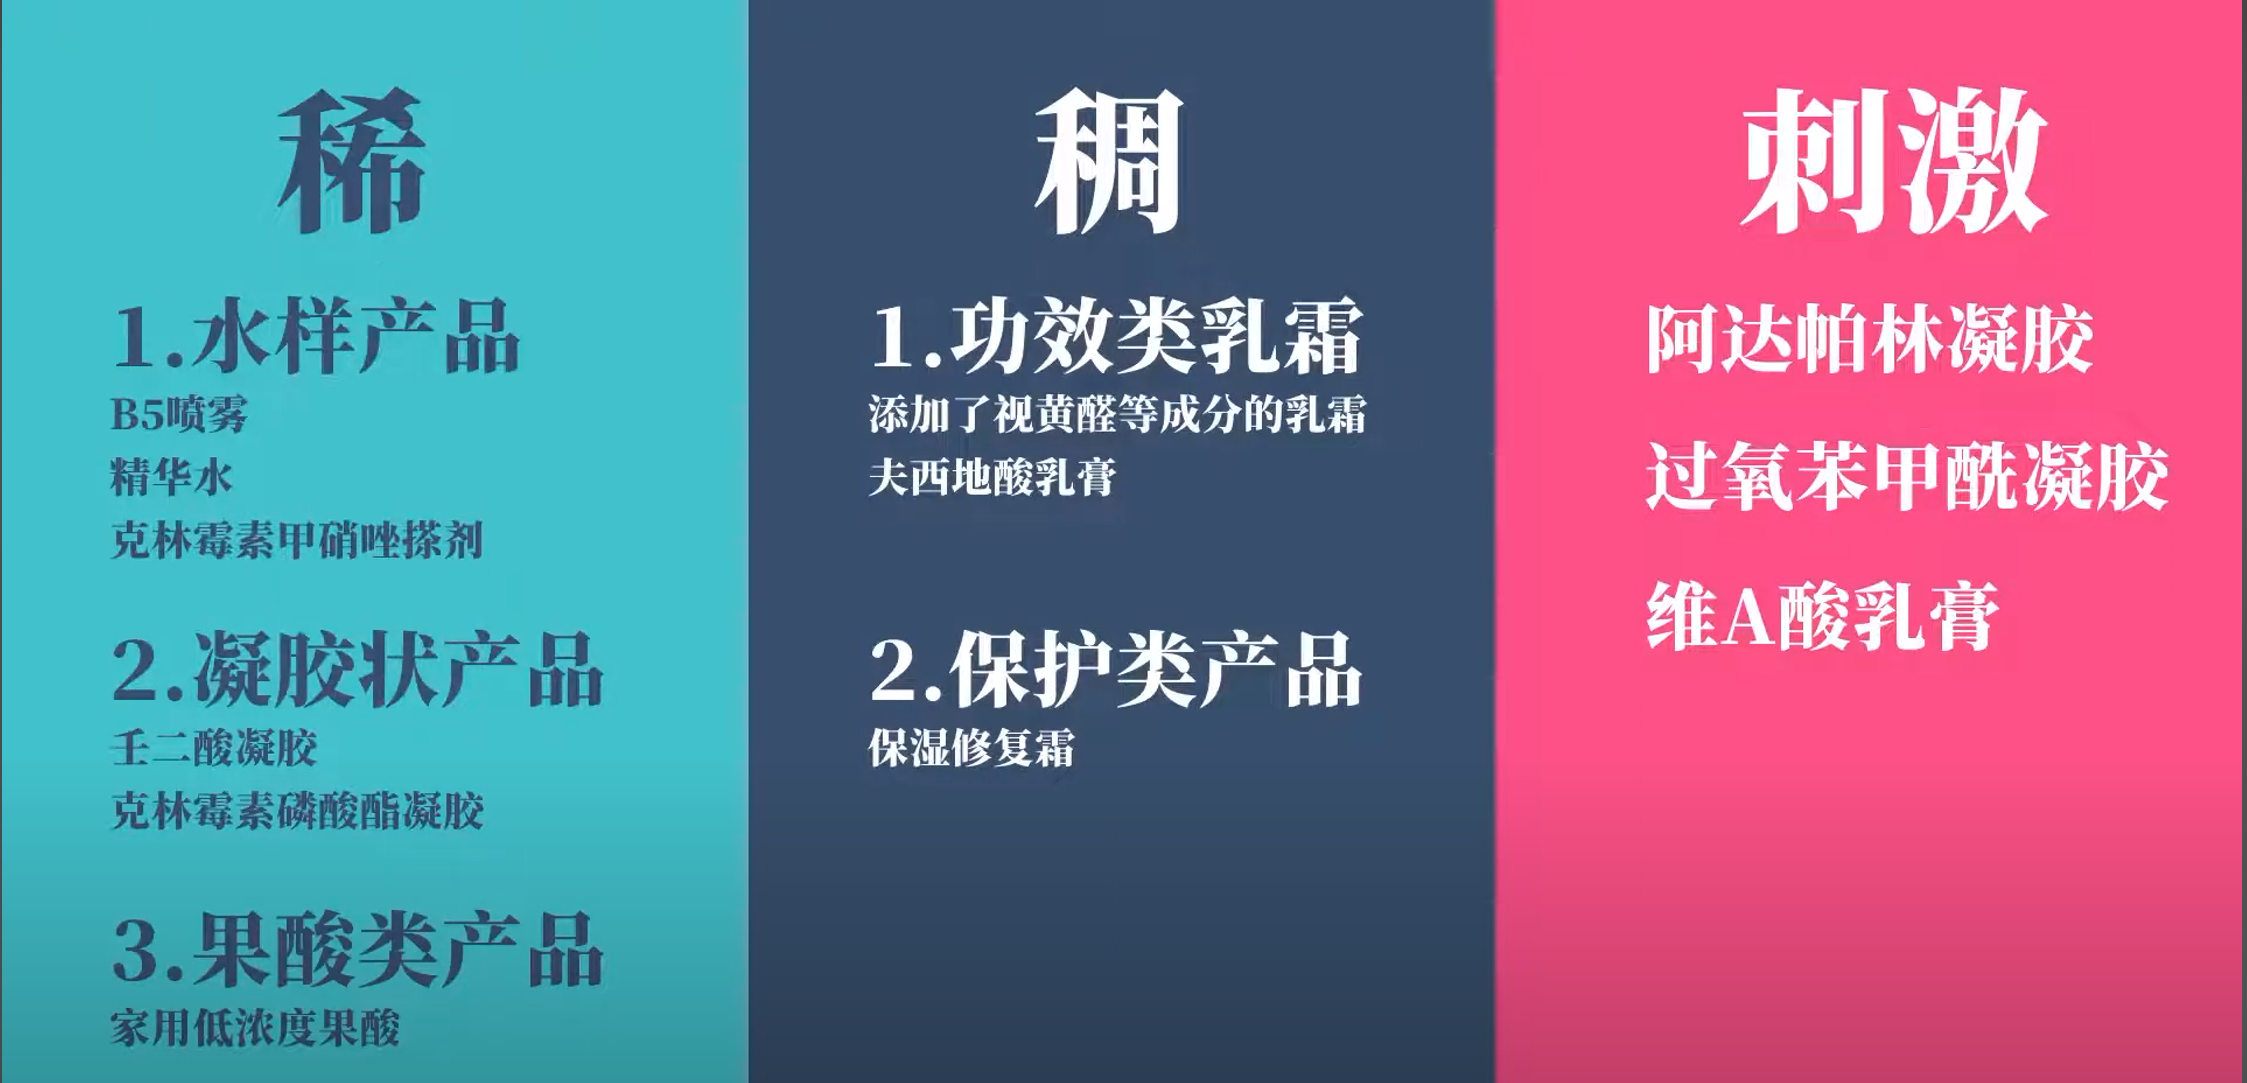 稀
1.水样产品
B5喷雾
精华水
克林霉素甲硝唑搽剂
2.凝胶状产品
壬二酸凝胶
克林霉素磷酸酯凝胶
3.果酸类产品
家用低浓度果酸
稠
1.功效类乳霜
添加了视黄醛等成分的乳霜
夫西地酸乳膏
2.保护类产品
保湿修复霜
刺激
阿达帕林凝胶
过氧苯甲酰凝胶
维A酸乳膏